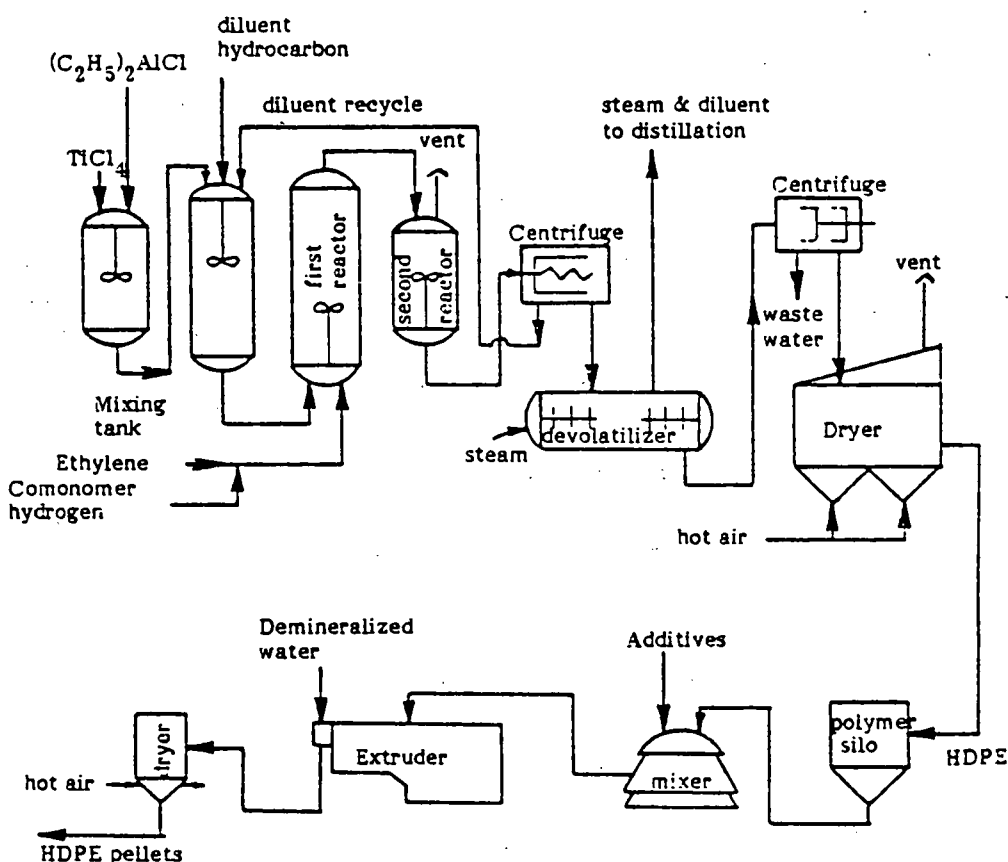 diluent
hydrocarbon
(C2H5)2AlCl
diluent recycle
steam & diluent
to distillation
vent
TiCl4
Centrifuge
Centrifuge
first
reactor
second
reactor
vent
waste
water
Mixing
tank
devolatilizer
Dryer
steam
Ethylene
Comonomer
hydrogen
hot air
Demineralized
water
Additives
polymer
silo
dryer
Extruder
mixer
HDPE
hot air
HDPE pellets